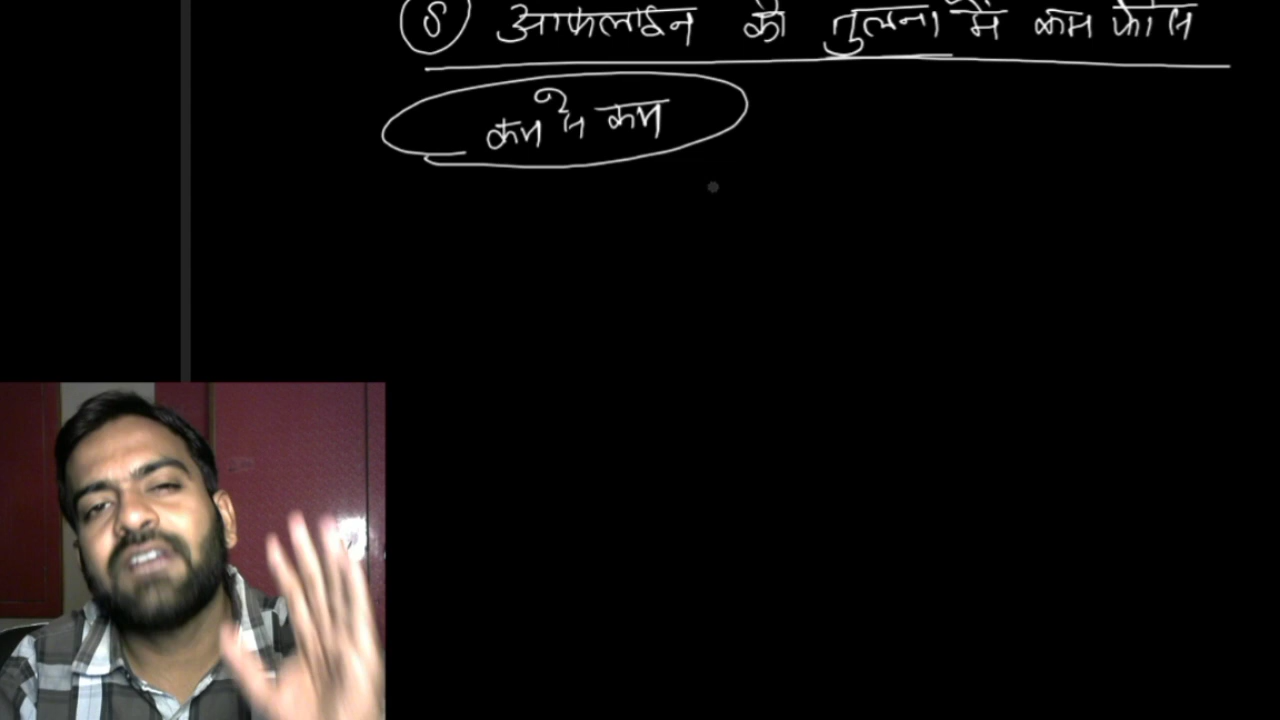 8 आफलाइन की तुलना में कम फीस
कम से कम